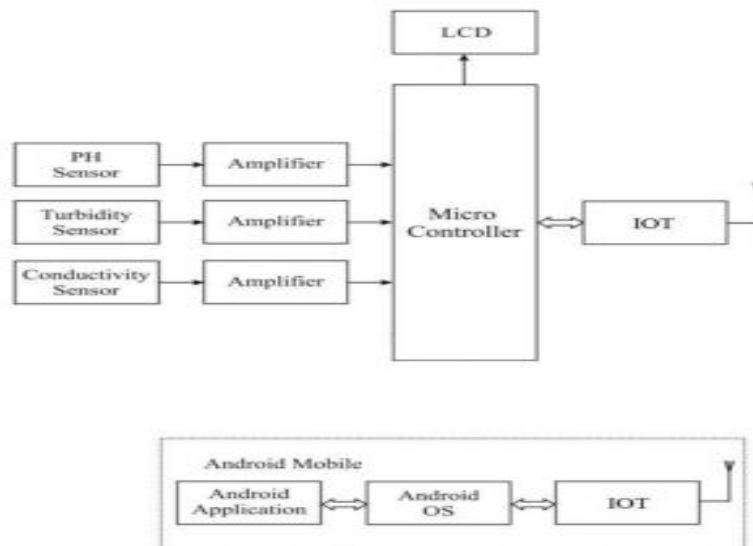 LCD
PH
Sensor
Amplifier
Turbidity
Sensor
Amplifier
Conductivity
Sensor
Amplifier
Micro
Controller
IOT
Android Mobile
Android
Application
Android
OS
IOT